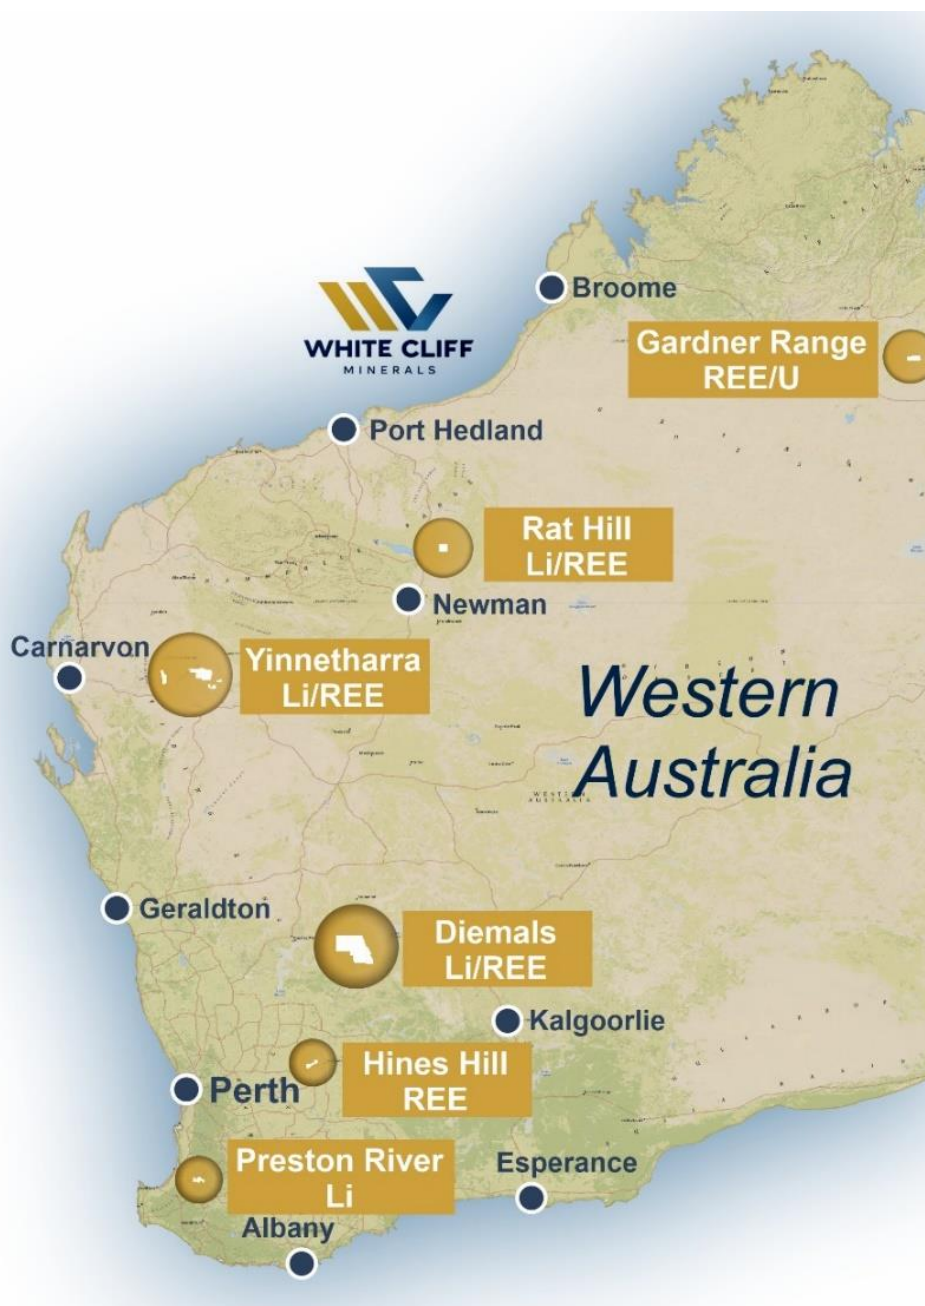 Broome
WHITE CLIFF
MINERALS
Gardner Range
REE/U
Port Hedland
Rat Hill
Li/REE
Newman
Carnarvon
Yinnetharra
Li/REE
Western
Australia
Geraldton
Diemals
Li/REE
Kalgoorlie
Hines Hill
REE
Perth
Preston River
Li
Esperance
Albany